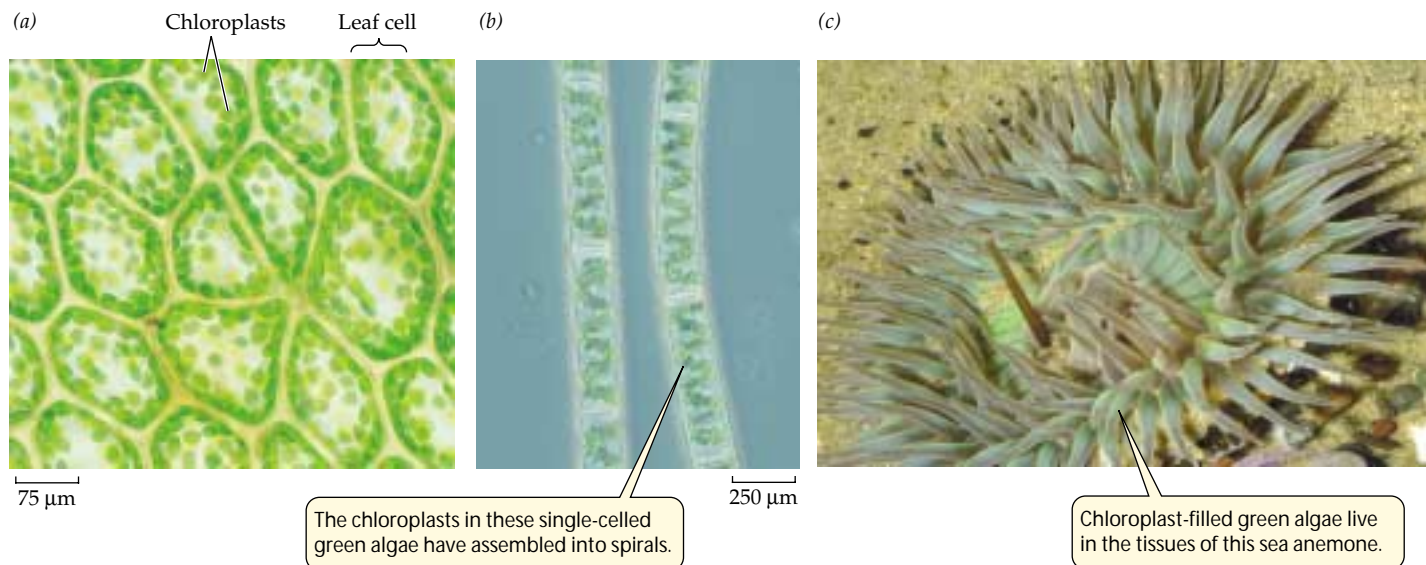 (a)
Chloroplasts
Leaf cell
(b)
(c)
75 µm
250 µm
The chloroplasts in these single-celled
green algae have assembled into spirals.
Chloroplast-filled green algae live
in the tissues of this sea anemone.